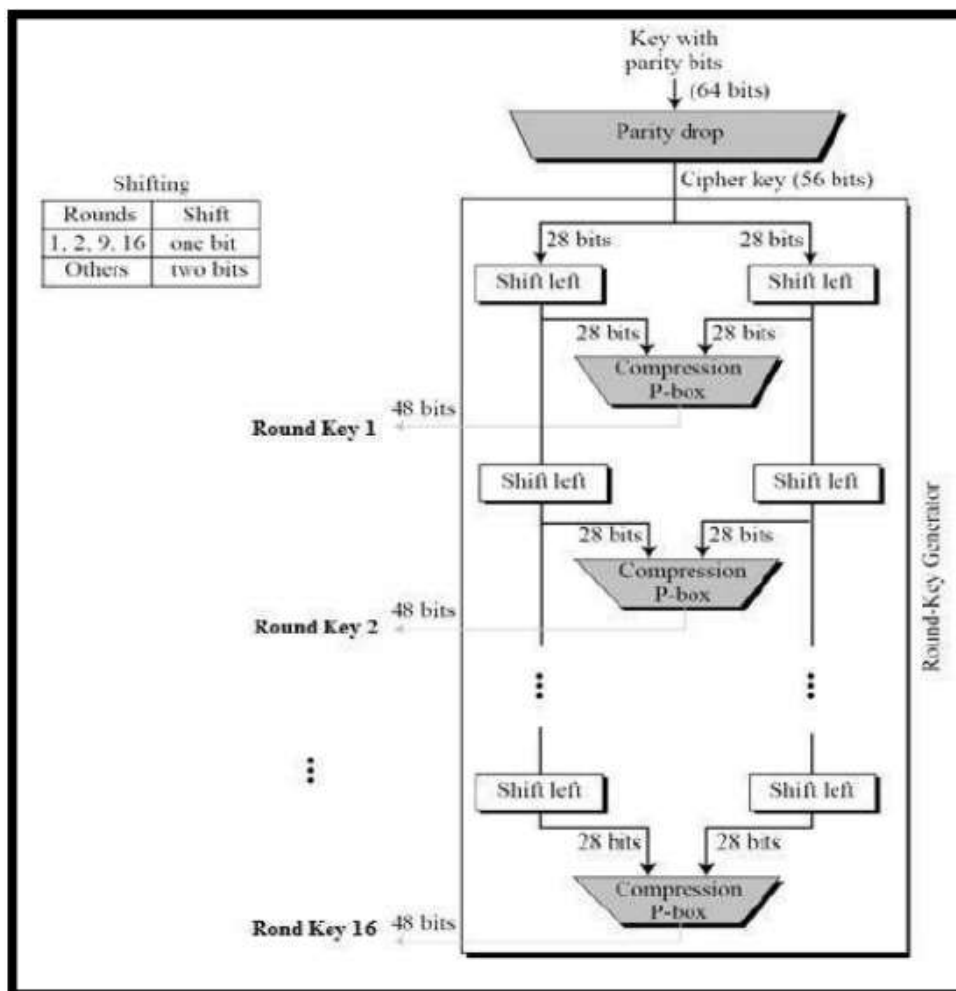 Key with
parity bits
(64 bits)
Parity drop
Cipher key (56 bits)
Shifting
Rounds Shift
1, 2, 9, 16 one bit
Others two bits
28 bits 28 bits
Shift left Shift left
28 bits 28 bits
Compression
P-box
48 bits
Round Key 1
Shift left Shift left
28 bits 28 bits
Compression
P-box
48 bits
Round Key 2
Round-Key Generator
Shift left Shift left
28 bits 28 bits
Compression
P-box
48 bits
Rond Key 16